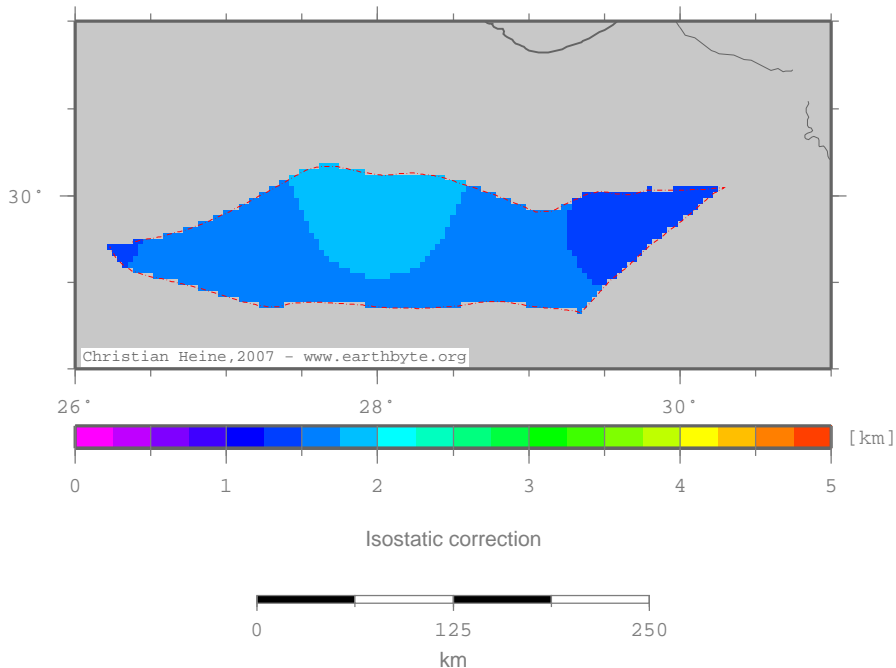 30°
Christian Heine,2007 - www.earthbyte.org
26° 28° 30°
[km]
0 1 2 3 4 5
Isostatic correction
0 125 250
km